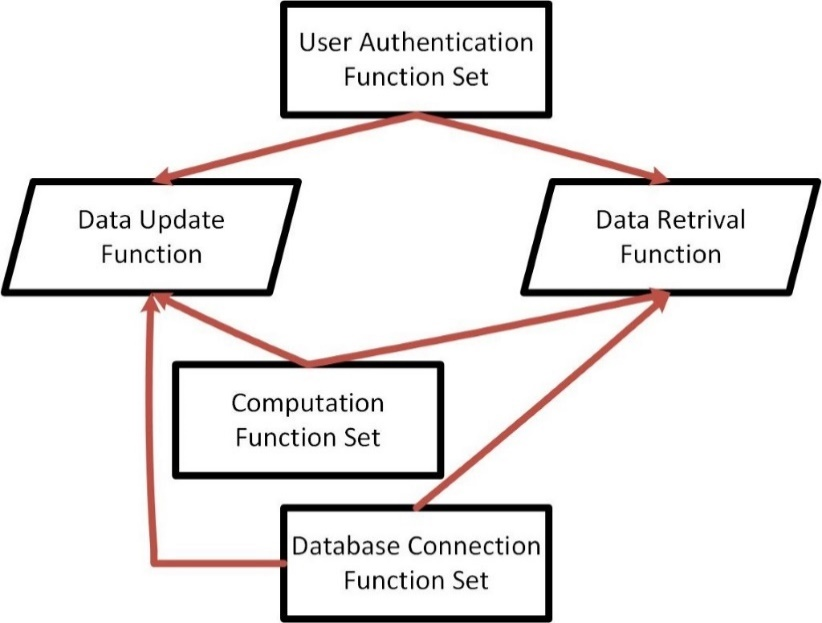 User Authentication
Function Set
Data Update
Function
Data Retrival
Function
Computation
Function Set
Database Connection
Function Set